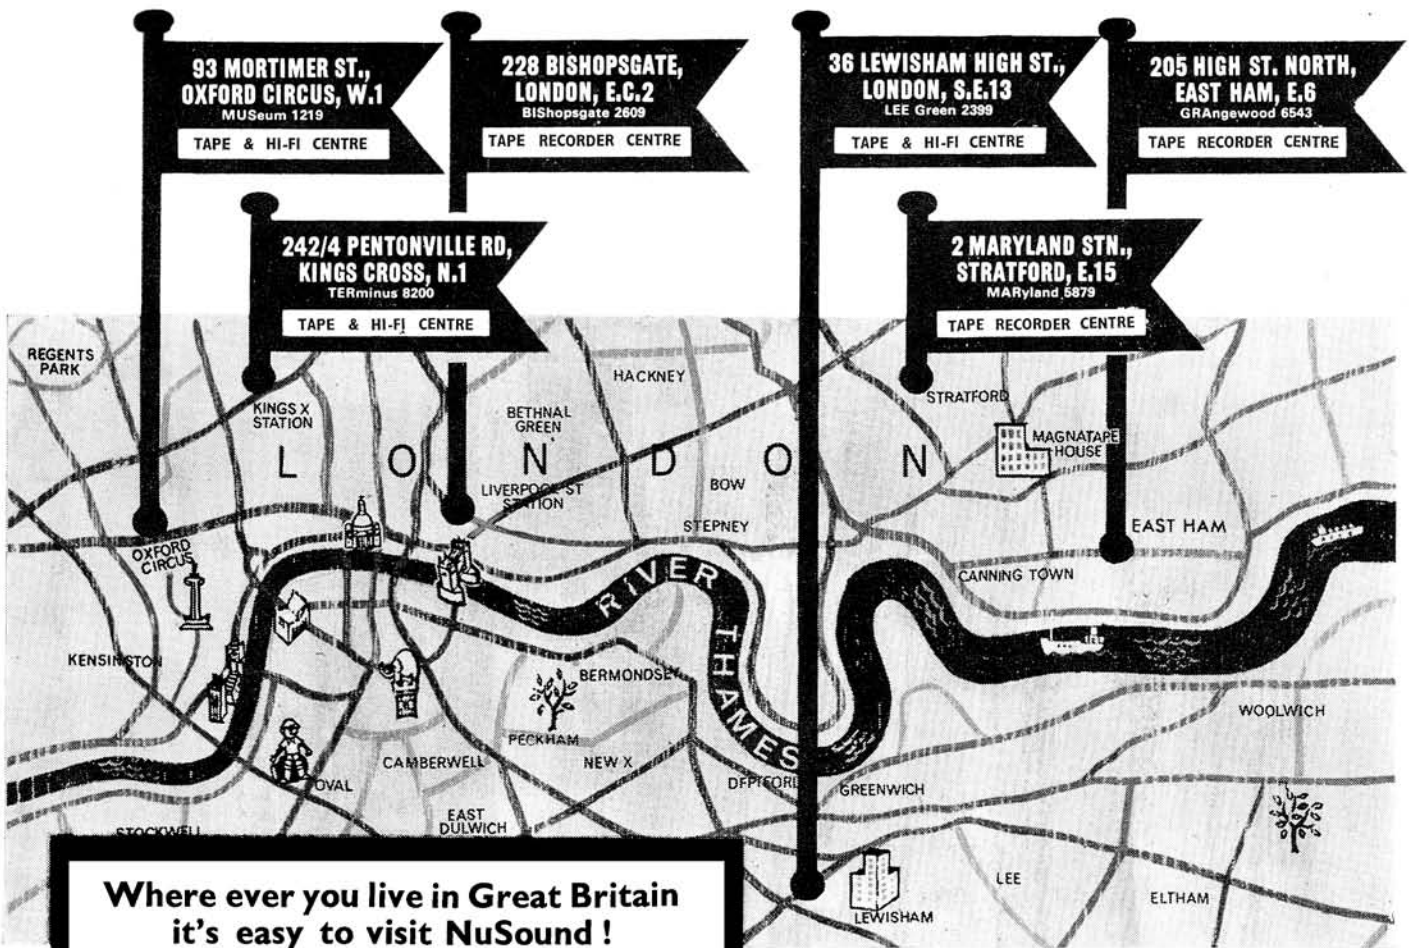 93 MORTIMER ST.,
OXFORD CIRCUS, W.1
MUSeum 1219
TAPE & HI-FI CENTRE
228 BISHOPSGATE,
LONDON, E.C.2
BIShopsgate 2609
TAPE RECORDER CENTRE
36 LEWISHAM HIGH ST.,
LONDON, S.E.13
LEE Green 2399
TAPE & HI-FI CENTRE
205 HIGH ST. NORTH,
EAST HAM, E.6
GRAngewood 6543
TAPE RECORDER CENTRE
242/4 PENTONVILLE RD,
KINGS CROSS, N.1
TERminus 8200
TAPE & HI-FI CENTRE
2 MARYLAND STN.,
STRATFORD, E.15
MARyland 5879
TAPE RECORDER CENTRE
REGENTS
PARK
HACKNEY
KINGS X
STATION
BETHNAL
GREEN
STRATFORD
MAGNATAPE
HOUSE
LONDON
LIVERPOOL ST
STATION
BOW
STEPNEY
EAST HAM
OXFORD
CIRCUS
CANNING TOWN
RIVER THAMES
KENSINGTON
BERMONDSEY
WOOLWICH
PECKHAM
CAMBERWELL
NEW X
OVAL
DEPTFORD
GREENWICH
EAST
DULWICH
STOCKWELL
LEE
ELTHAM
LEWISHAM
Where ever you live in Great Britain
it's easy to visit NuSound !